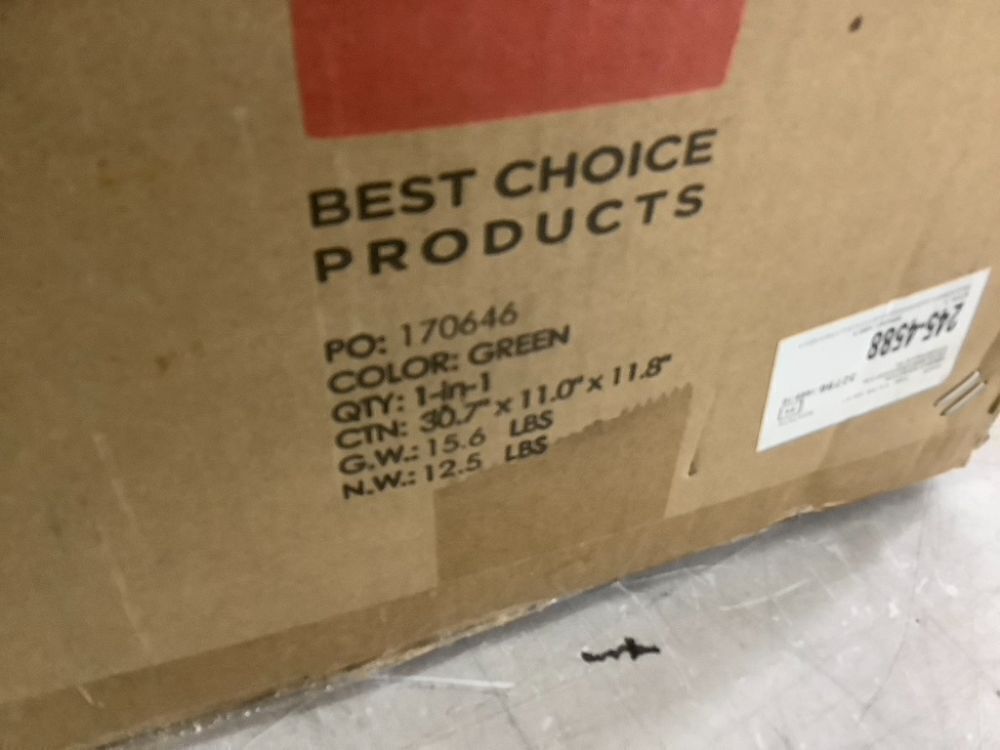 BEST CHOICE
PRODUCTS
PO: 170646
COLOR: GREEN
QTY: 1-in-1
CTN: 30.7" x 11.0" x 11.8"
G.W.: 15.6 LBS
N.W.: 12.5 LBS
245-4588